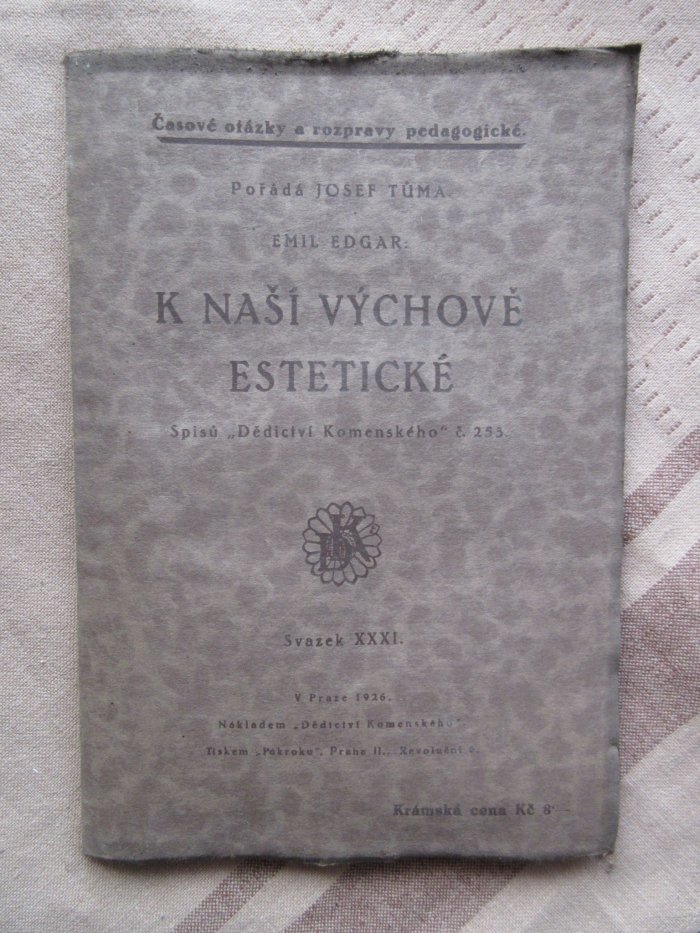 Časové otázky a rozpravy pedagogické.
Pořádá JOSEF TŮMA.
EMIL EDGAR:
K NAŠÍ VÝCHOVĚ
ESTETICKÉ
Spisů „Dědictví Komenského" č. 253.
DK
Svazek XXXI.
V Praze 1926.
Nákladem „Dědictví Komenského".
Tiskem „Pokroku", Praha II., Revoluční
Krámská cena Kč 8·—